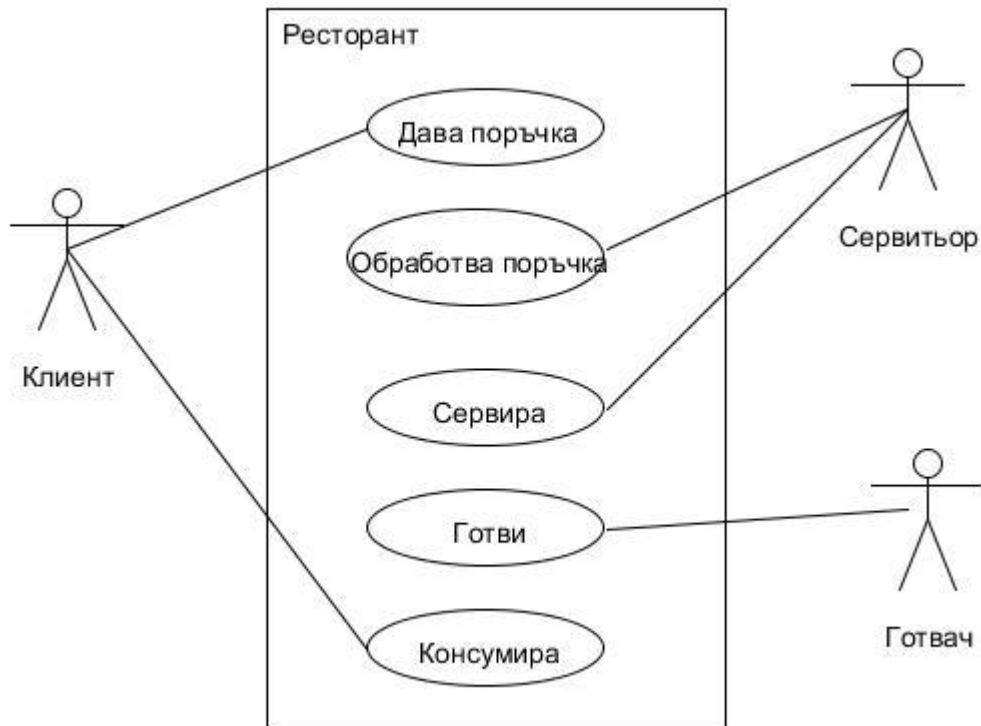 Ресторант
Дава поръчка
Сервитьор
Обработва поръчка
Клиент
Сервира
Готви
Готвач
Консумира